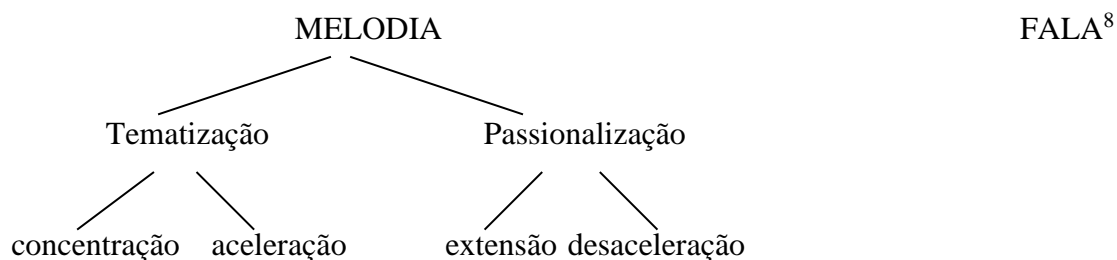 MELODIA FALA⁸
Tematização Passionalização
concentração aceleração extensão desaceleração